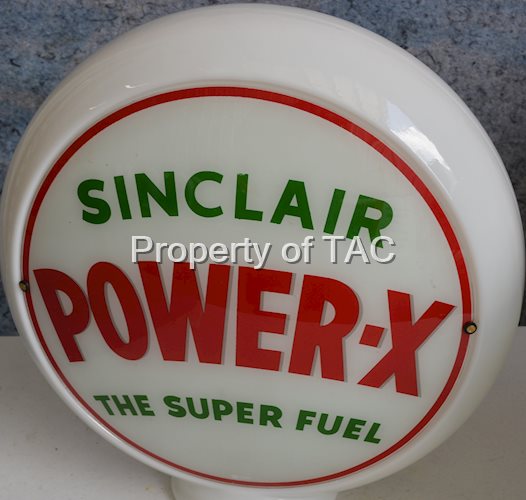 SINCLAIR
Property of TAC
POWER-X
THE SUPER FUEL